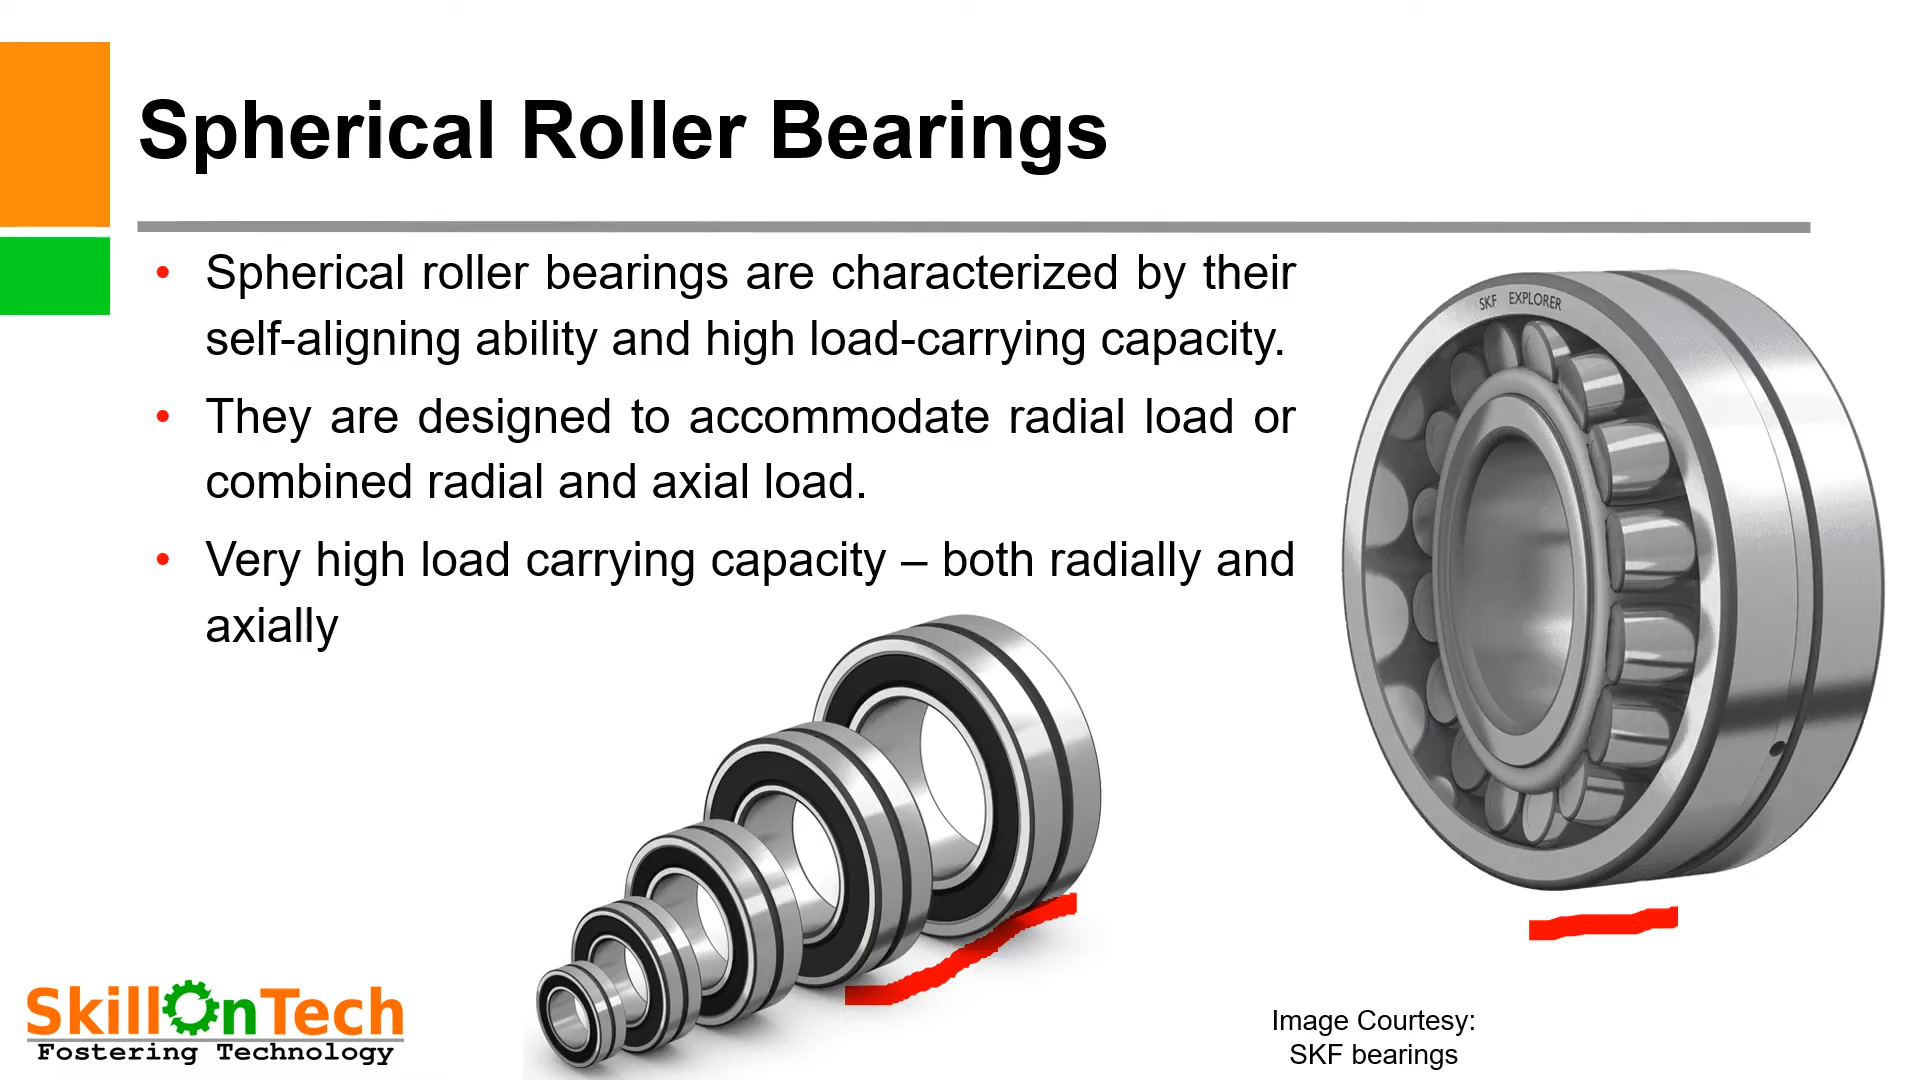 Spherical Roller Bearings
• Spherical roller bearings are characterized by their
self-aligning ability and high load-carrying capacity.
• They are designed to accommodate radial load or
combined radial and axial load.
• Very high load carrying capacity – both radially and
axially
SKF EXPLORER
SkillOnTech
Fostering Technology
Image Courtesy:
SKF bearings